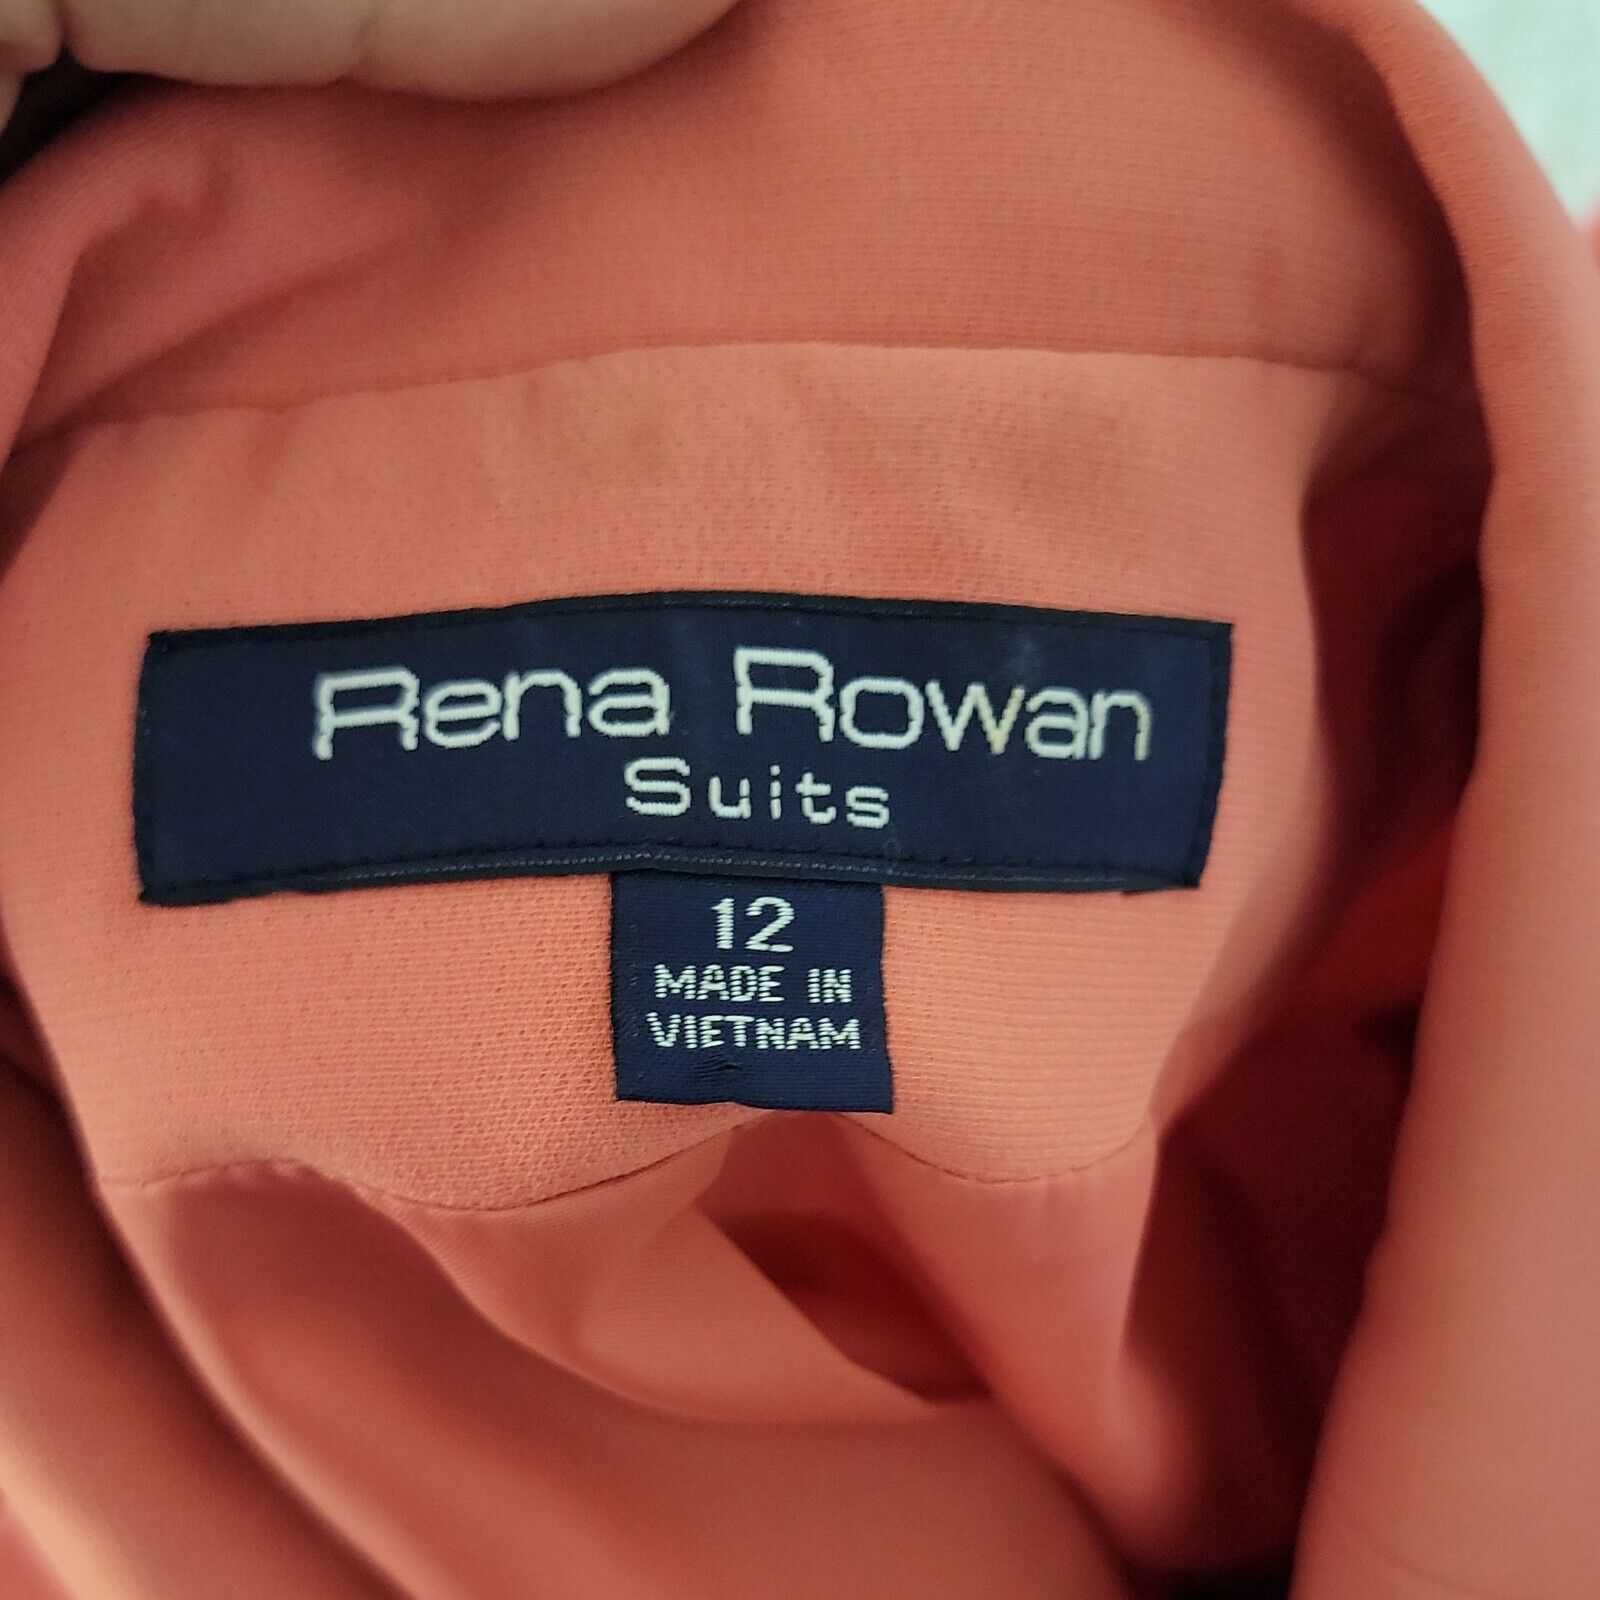 Rena Rowan
Suits
12
MADE IN
VIETNAM